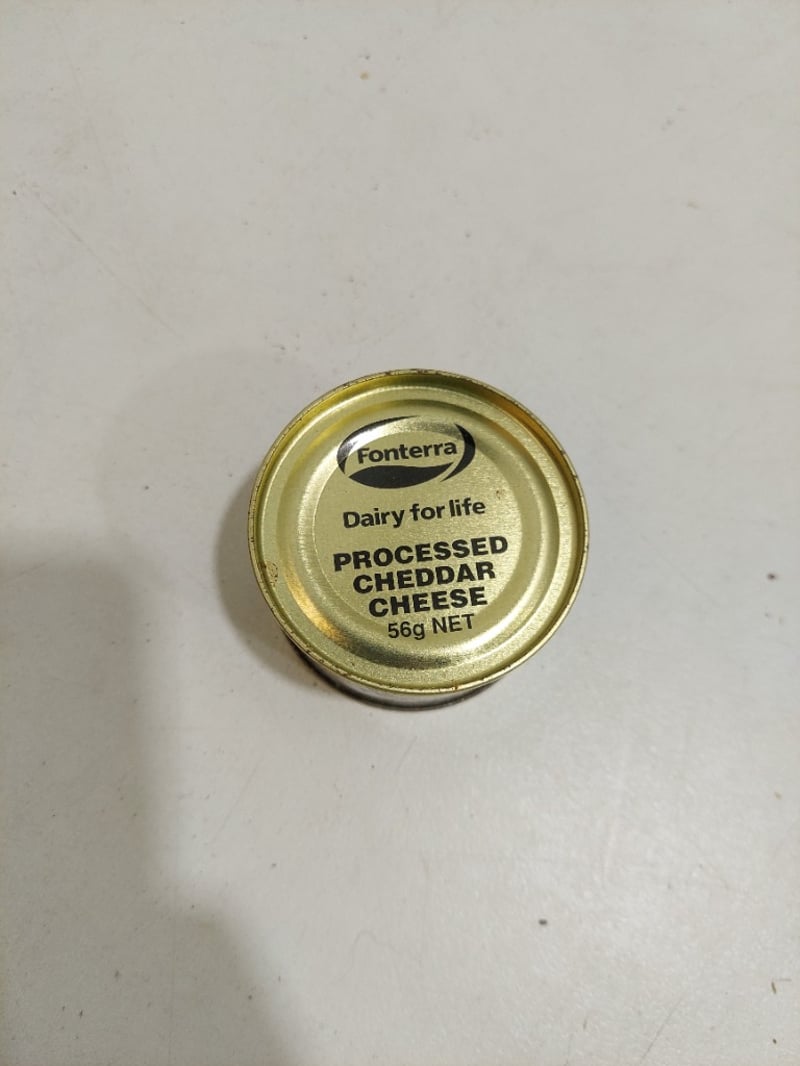 Fonterra
Dairy for life
PROCESSED
CHEDDAR
CHEESE
56g NET